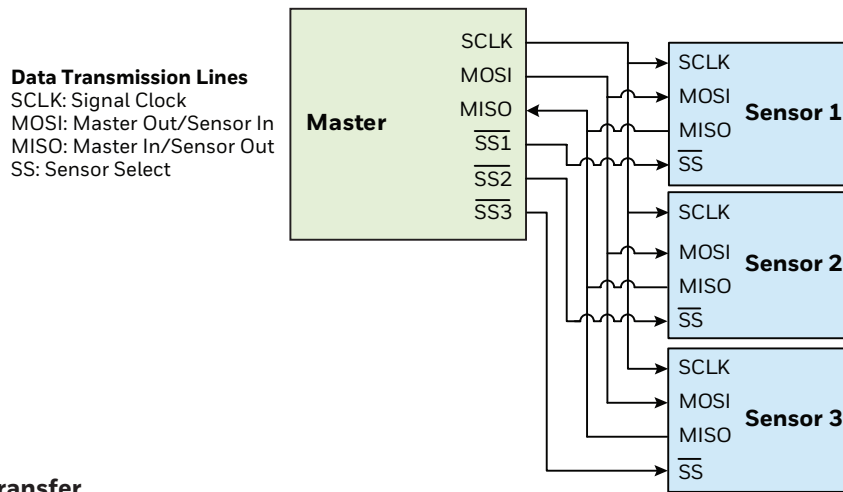 Data Transmission Lines
SCLK: Signal Clock
MOSI: Master Out/Sensor In
MISO: Master In/Sensor Out
SS: Sensor Select
Master
SCLK
MOSI
MISO
SS1
SS2
SS3
SCLK
MOSI
MISO
SS
Sensor 1
SCLK
MOSI
MISO
SS
Sensor 2
SCLK
MOSI
MISO
SS
Sensor 3